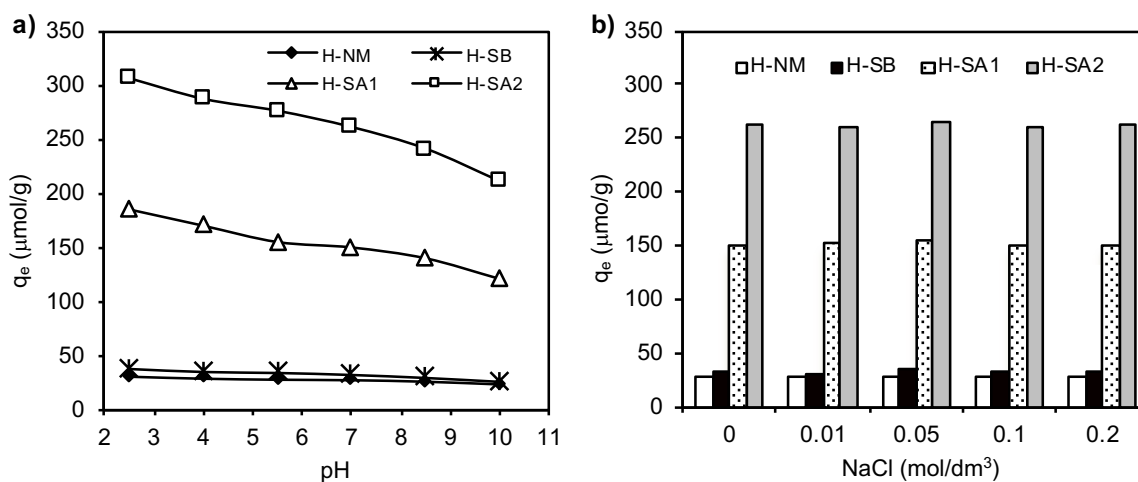 a)
350
300
250
200
150
100
50
0
qₑ (μmol/g)
H-NM
H-SB
H-SA1
H-SA2
2 3 4 5 6 7 8 9 10 11
pH
b)
350
300
250
200
150
100
50
0
qₑ (μmo/g)
H-NM H-SB H-SA1 H-SA2
0 0.01 0.05 0.1 0.2
NaCl (mol/dm³)